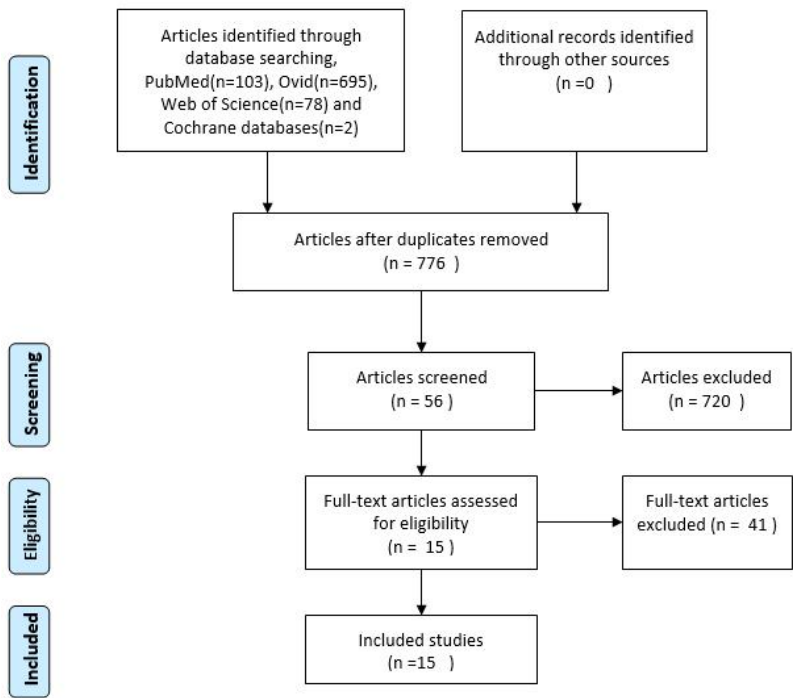 Identification
Articles identified through
database searching,
PubMed(n=103), Ovid(n=695),
Web of Science(n=78) and
Cochrane databases(n=2)
Additional records identified
through other sources
(n =0 )
Articles after duplicates removed
(n = 776 )
Screening
Articles screened
(n = 56 )
Articles excluded
(n = 720 )
Eligibility
Full-text articles assessed
for eligibility
(n = 15 )
Full-text articles
excluded (n = 41 )
Included
Included studies
(n =15 )